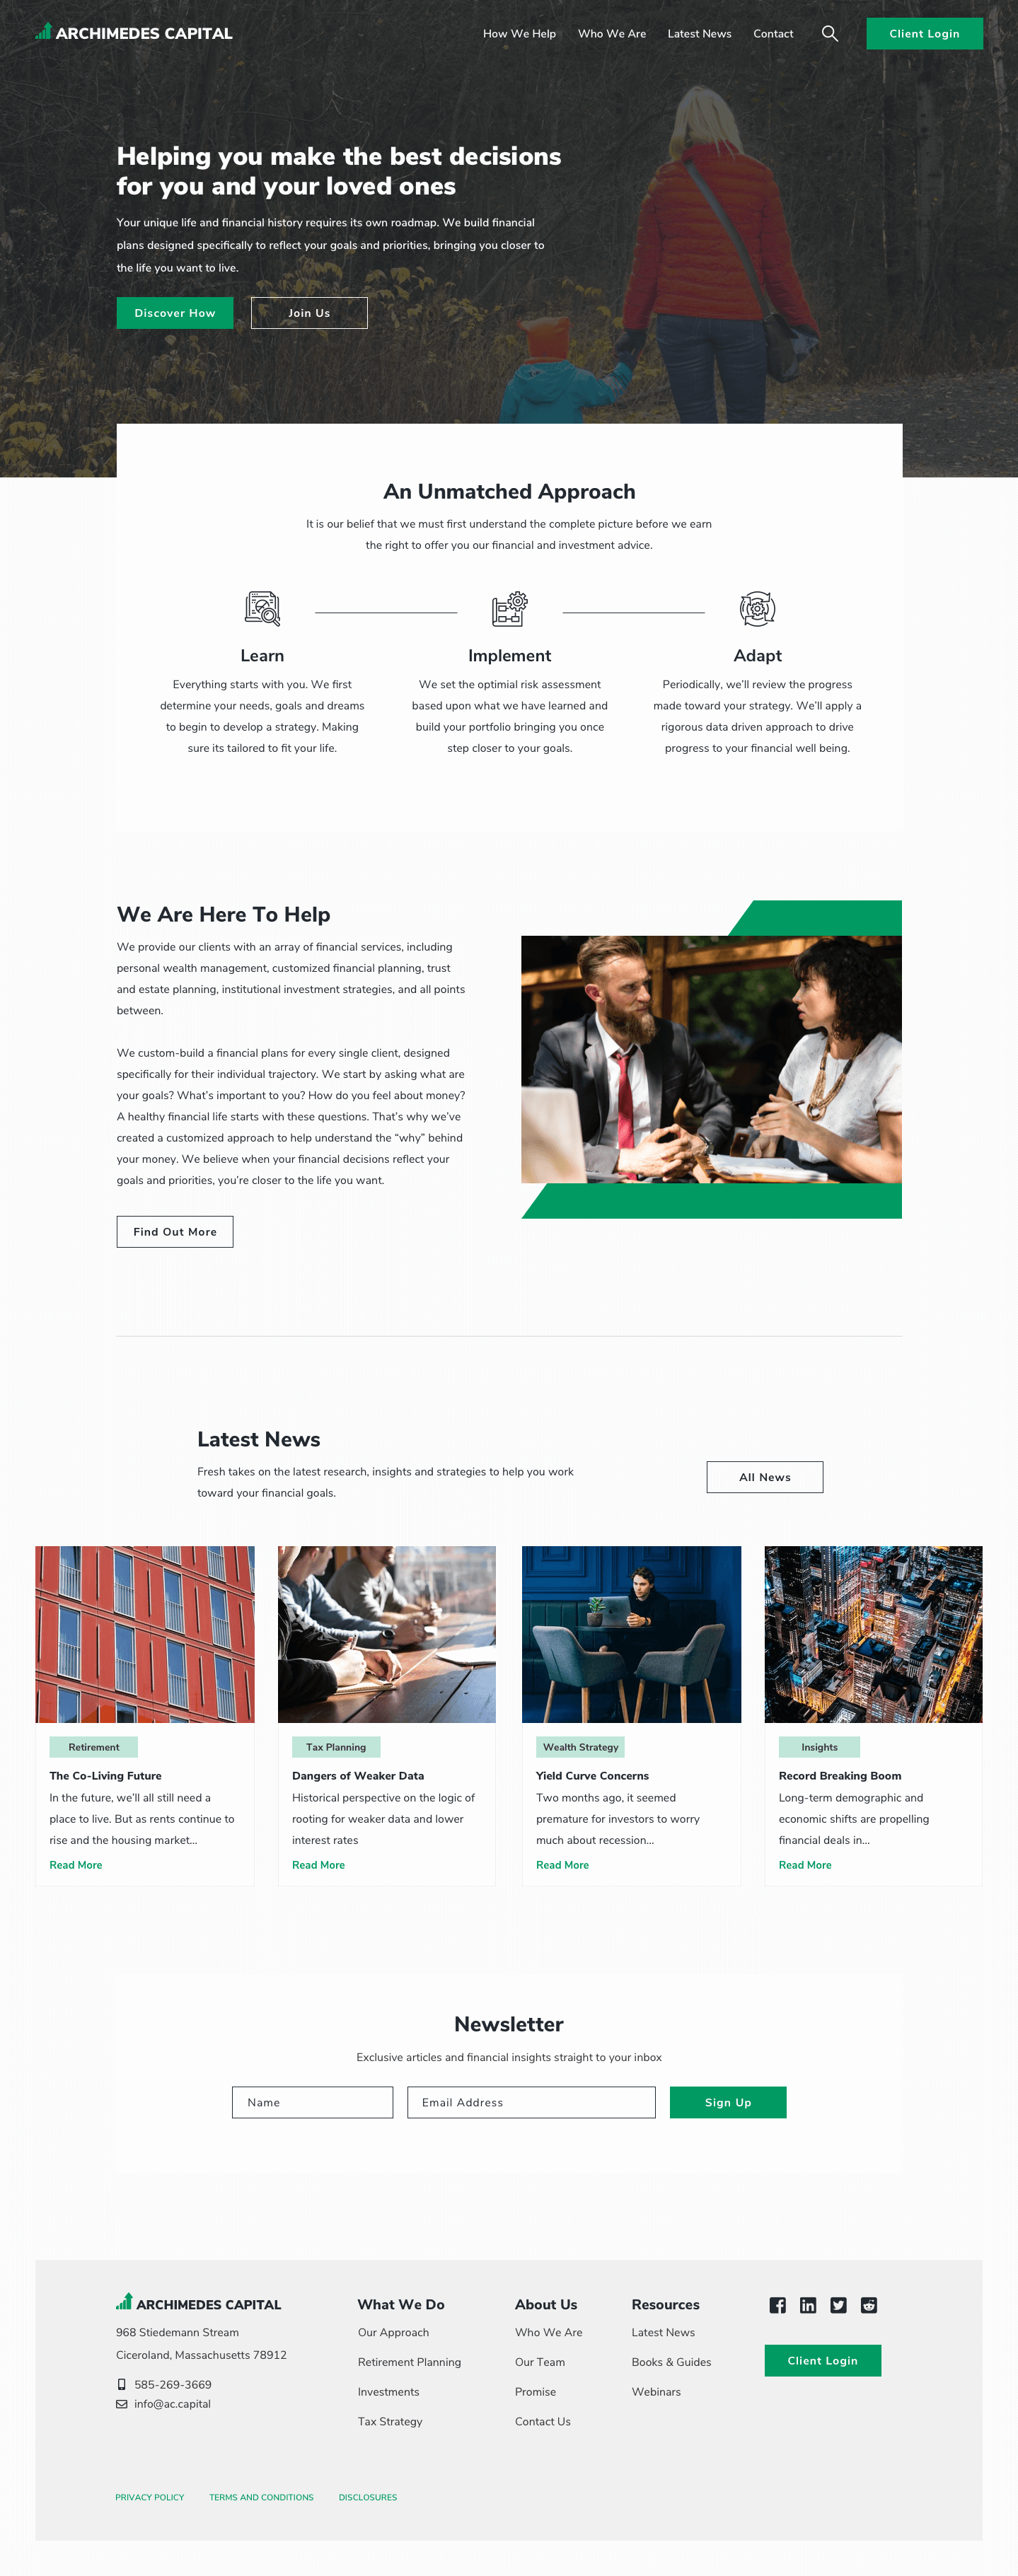 ARCHIMEDES CAPITAL
How We Help
Who We Are
Latest News
Contact
Client Login
Helping you make the best decisions
for you and your loved ones
Your unique life and financial history requires its own roadmap. We build financial
plans designed specifically to reflect your goals and priorities, bringing you closer to
the life you want to live.
Discover How
Join Us
An Unmatched Approach
It is our belief that we must first understand the complete picture before we earn
the right to offer you our financial and investment advice.
Learn
Everything starts with you. We first
determine your needs, goals and dreams
to begin to develop a strategy. Making
sure its tailored to fit your life.
Implement
We set the optimial risk assessment
based upon what we have learned and
build your portfolio bringing you once
step closer to your goals.
Adapt
Periodically, we'll review the progress
made toward your strategy. We'll apply a
rigorous data driven approach to drive
progress to your financial well being.
We Are Here To Help
We provide our clients with an array of financial services, including
personal wealth management, customized financial planning, trust
and estate planning, institutional investment strategies, and all points
between.
We custom-build a financial plans for every single client, designed
specifically for their individual trajectory. We start by asking what are
your goals? What's important to you? How do you feel about money?
A healthy financial life starts with these questions. That's why we've
created a customized approach to help understand the “why” behind
your money. We believe when your financial decisions reflect your
goals and priorities, you're closer to the life you want.
Find Out More
Latest News
Fresh takes on the latest research, insights and strategies to help you work
toward your financial goals.
All News
Retirement
The Co-Living Future
In the future, we'll all still need a
place to live. But as rents continue to
rise and the housing market...
Read More
Tax Planning
Dangers of Weaker Data
Historical perspective on the logic of
rooting for weaker data and lower
interest rates
Read More
Wealth Strategy
Yield Curve Concerns
Two months ago, it seemed
premature for investors to worry
much about recession...
Read More
Insights
Record Breaking Boom
Long-term demographic and
economic shifts are propelling
financial deals in...
Read More
Newsletter
Exclusive articles and financial insights straight to your inbox
Name
Email Address
Sign Up
ARCHIMEDES CAPITAL
968 Stiedemann Stream
Ciceroland, Massachusetts 78912
585-269-3669
info@ac.capital
What We Do
Our Approach
Retirement Planning
Investments
Tax Strategy
About Us
Who We Are
Our Team
Promise
Contact Us
Resources
Latest News
Books & Guides
Webinars
Client Login
PRIVACY POLICY
TERMS AND CONDITIONS
DISCLOSURES